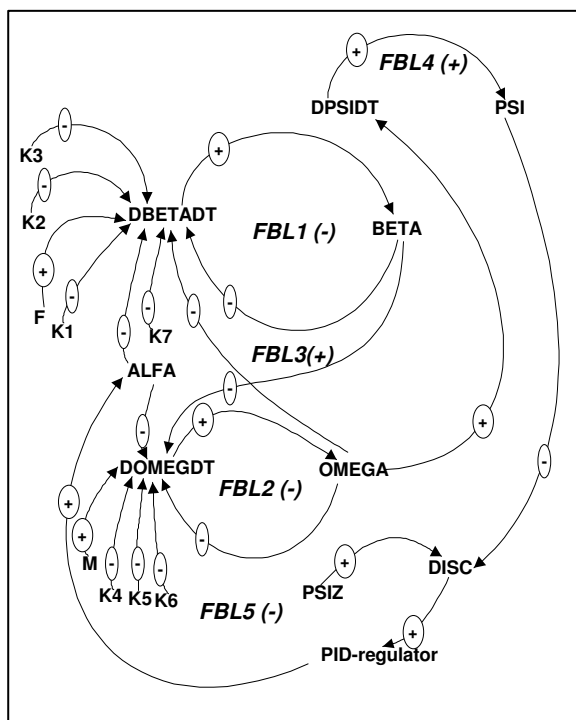 +
FBL4 (+)
DPSIDT
PSI
-
K3
+
-
K2
DBETADT
FBL1 (-)
BETA
+
-
F
K1
-
-
K7
-
-
FBL3(+)
ALFA
-
-
+
+
DOMEGDT
FBL2 (-)
OMEGA
-
+
+
M
-
-
-
-
K4
K5
K6
FBL5 (-)
PSIZ
+
DISC
+
PID-regulator